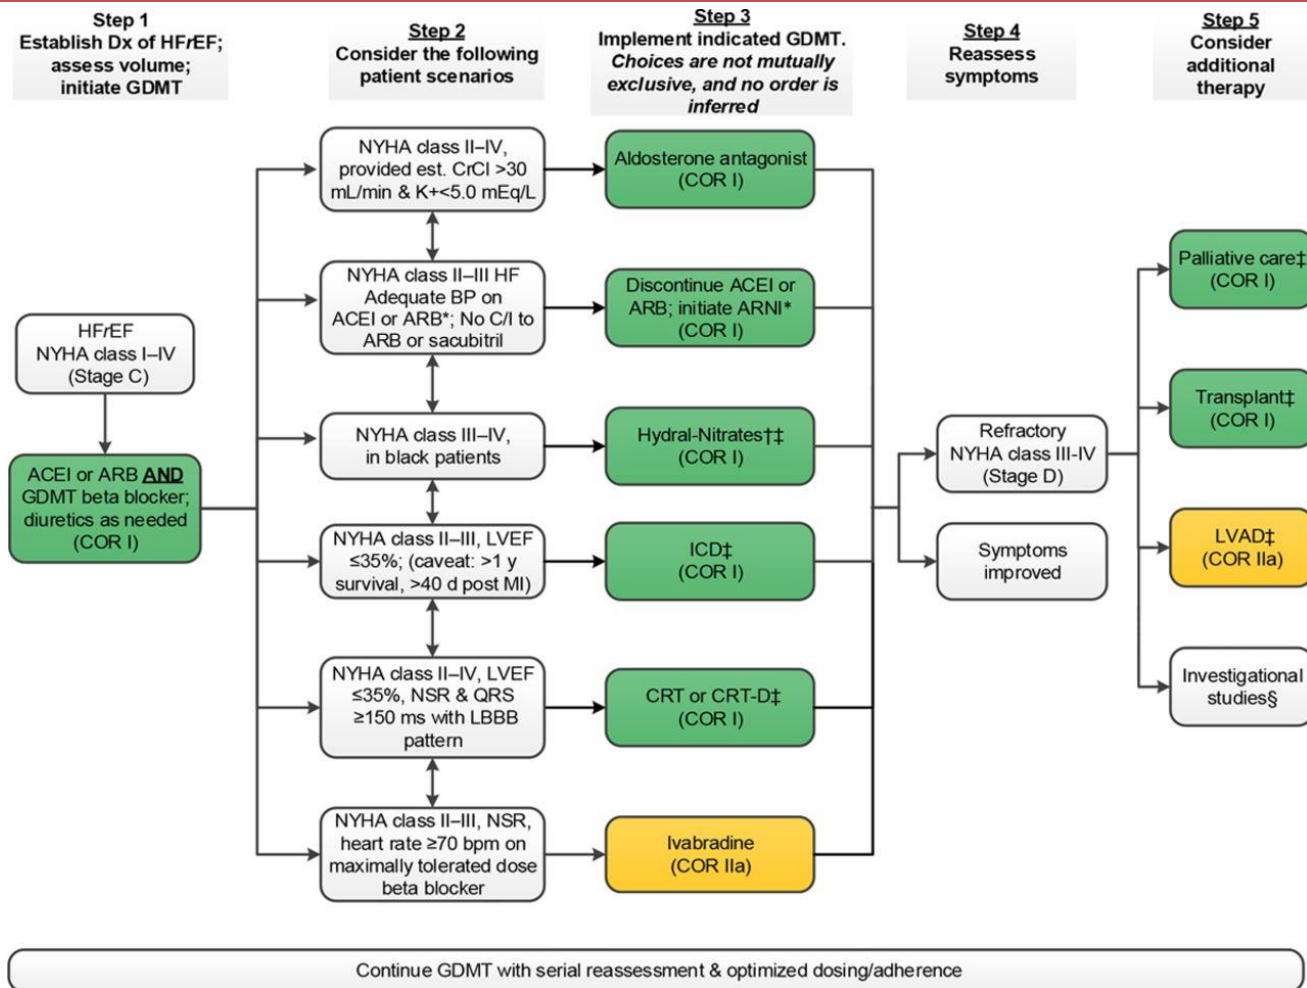 Step 1
Establish Dx of HFrEF;
assess volume;
initiate GDMT
Step 2
Consider the following
patient scenarios
Step 3
Implement indicated GDMT.
Choices are not mutually
exclusive, and no order is
inferred
Step 4
Reassess
symptoms
Step 5
Consider
additional
therapy
HFrEF
NYHA class I–IV
(Stage C)
ACEI or ARB AND
GDMT beta blocker;
diuretics as needed
(COR I)
NYHA class II–IV,
provided est. CrCl >30
mL/min & K+<5.0 mEq/L
Aldosterone antagonist
(COR I)
NYHA class II–III HF
Adequate BP on
ACEI or ARB*; No C/I to
ARB or sacubitril
Discontinue ACEI or
ARB; initiate ARNI*
(COR I)
NYHA class III–IV,
in black patients
Hydral-Nitrates†‡
(COR I)
NYHA class II–III, LVEF
≤35%; (caveat: >1 y
survival, >40 d post MI)
ICD‡
(COR I)
NYHA class II–IV, LVEF
≤35%, NSR & QRS
≥150 ms with LBBB
pattern
CRT or CRT-D‡
(COR I)
NYHA class II–III, NSR,
heart rate ≥70 bpm on
maximally tolerated dose
beta blocker
Ivabradine
(COR IIa)
Refractory
NYHA class III-IV
(Stage D)
Symptoms
improved
Palliative care‡
(COR I)
Transplant‡
(COR I)
LVAD‡
(COR IIa)
Investigational
studies§
Continue GDMT with serial reassessment & optimized dosing/adherence